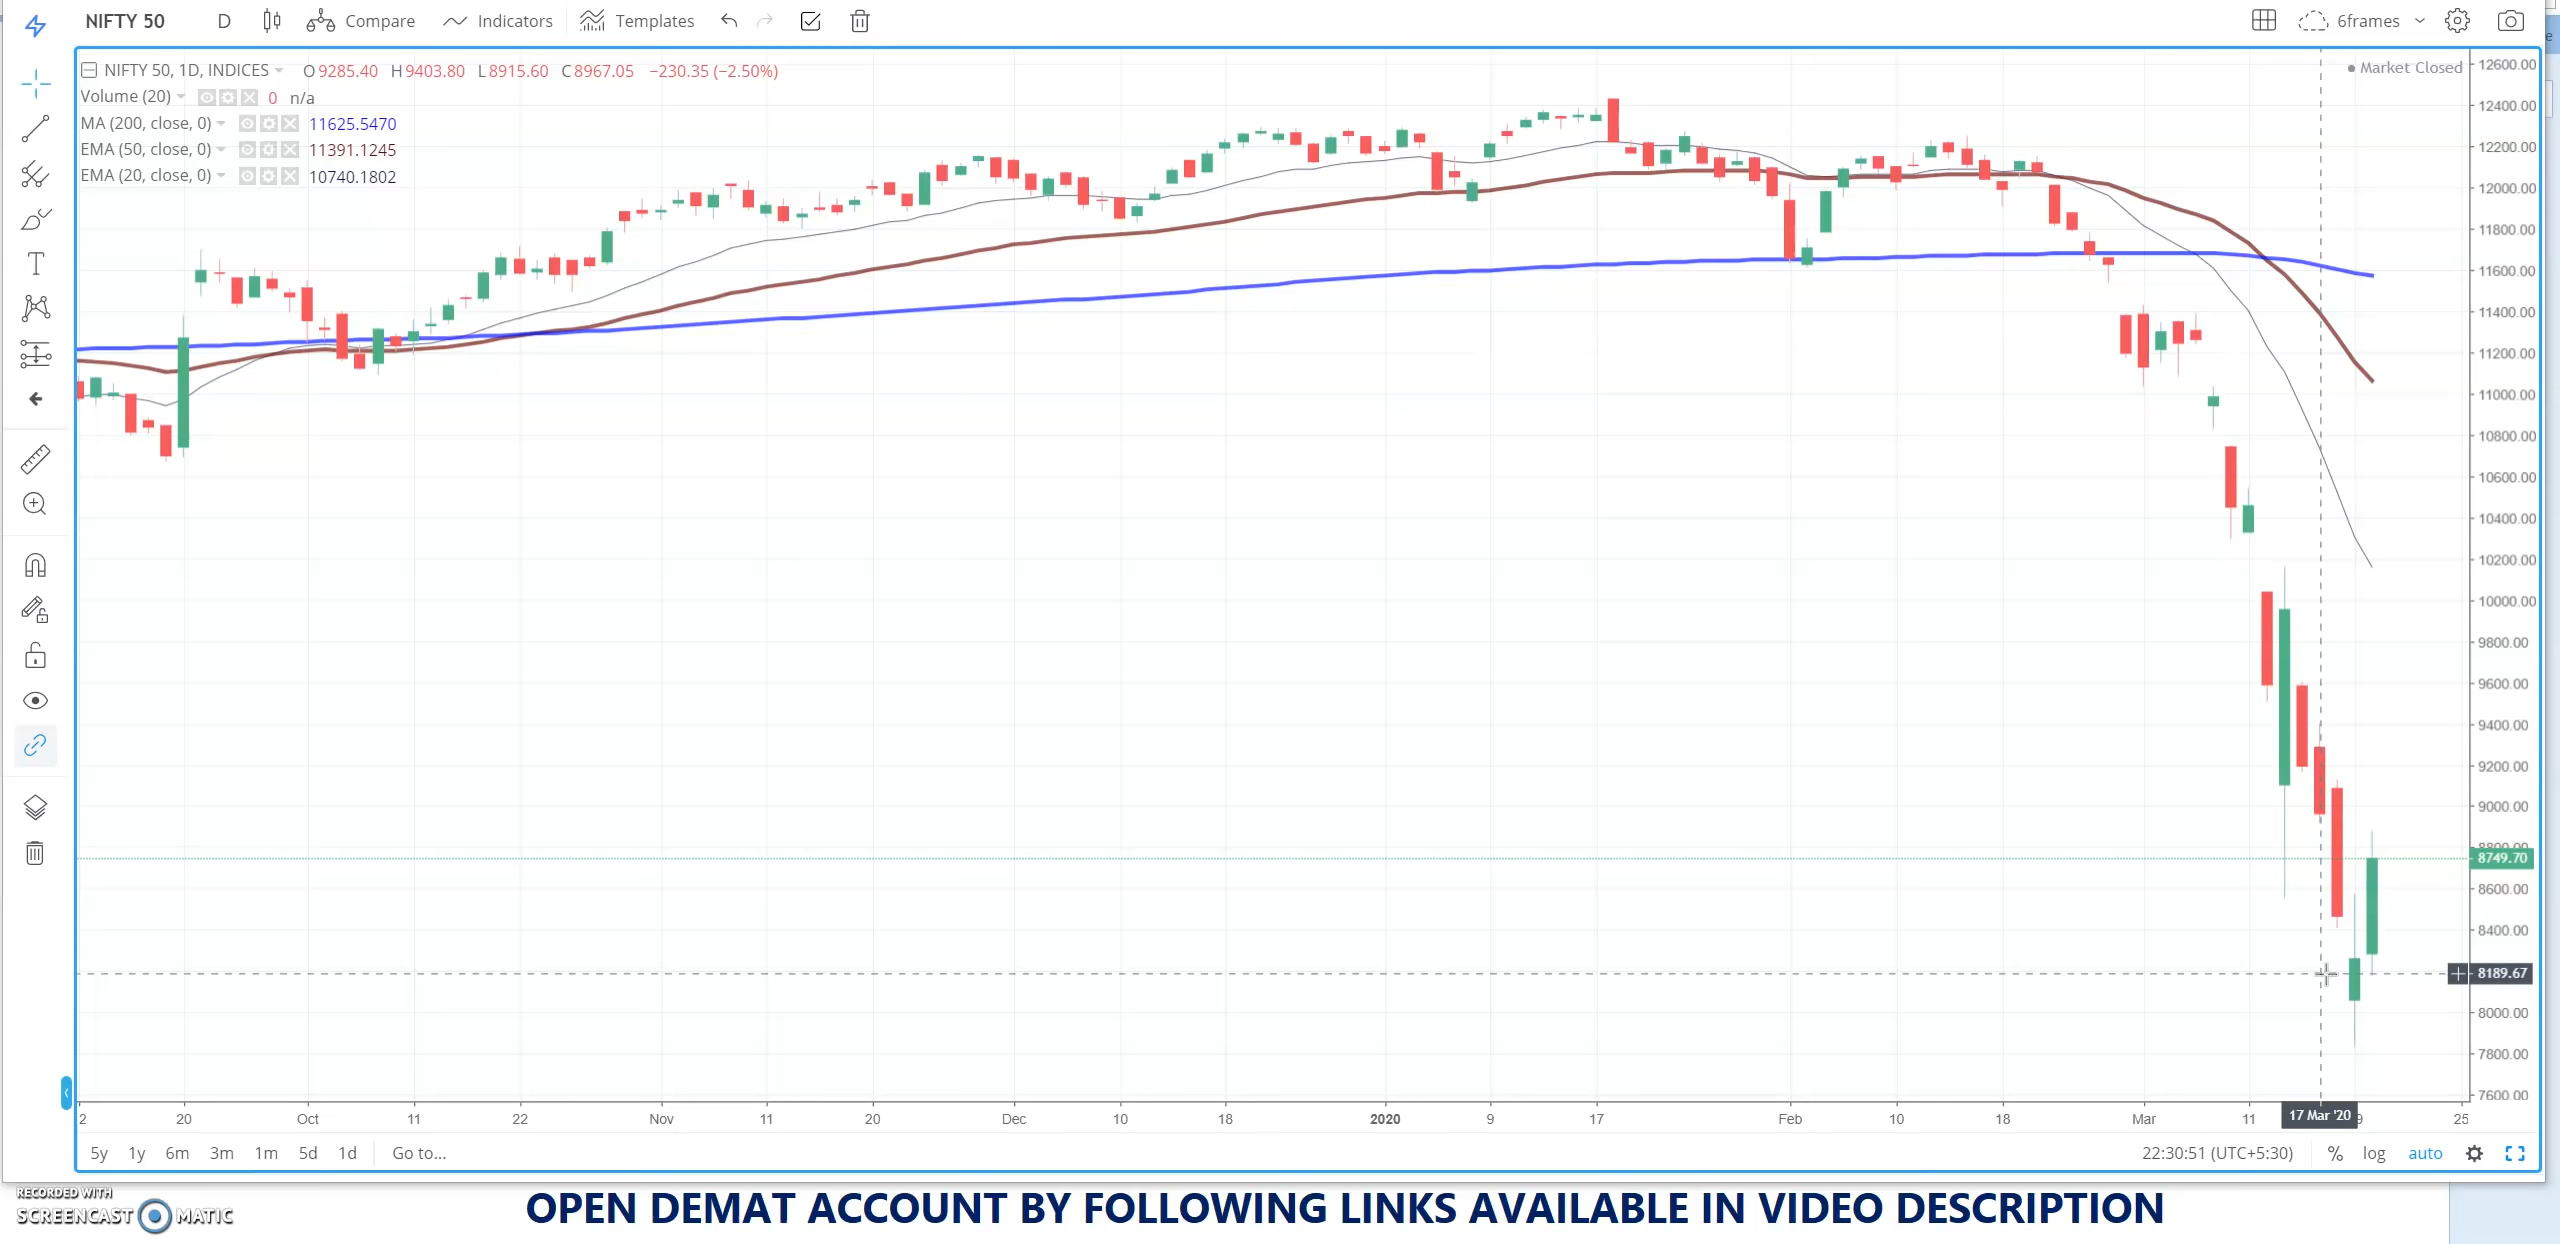 NIFTY 50 D Compare Indicators Templates 6frames
NIFTY 50, 1D, INDICES O 9285.40 H 9403.80 L 8915.60 C 8967.05 −230.35 (−2.50%) Market Closed
Volume (20) 0 n/a
MA (200, close, 0) 11625.5470
EMA (50, close, 0) 11391.1245
EMA (20, close, 0) 10740.1802
12600.00
12400.00
12200.00
12000.00
11800.00
11600.00
11400.00
11200.00
11000.00
10800.00
10600.00
10400.00
10200.00
10000.00
9800.00
9600.00
9400.00
9200.00
9000.00
8800.00
8749.70
8600.00
8400.00
8189.67
8000.00
7800.00
7600.00
2 20 Oct 11 22 Nov 11 20 Dec 10 18 2020 9 17 Feb 10 18 Mar 11 17 Mar '20 9 25
5y 1y 6m 3m 1m 5d 1d Go to... 22:30:51 (UTC+5:30) % log auto
RECORDED WITH
SCREENCAST MATIC
OPEN DEMAT ACCOUNT BY FOLLOWING LINKS AVAILABLE IN VIDEO DESCRIPTION